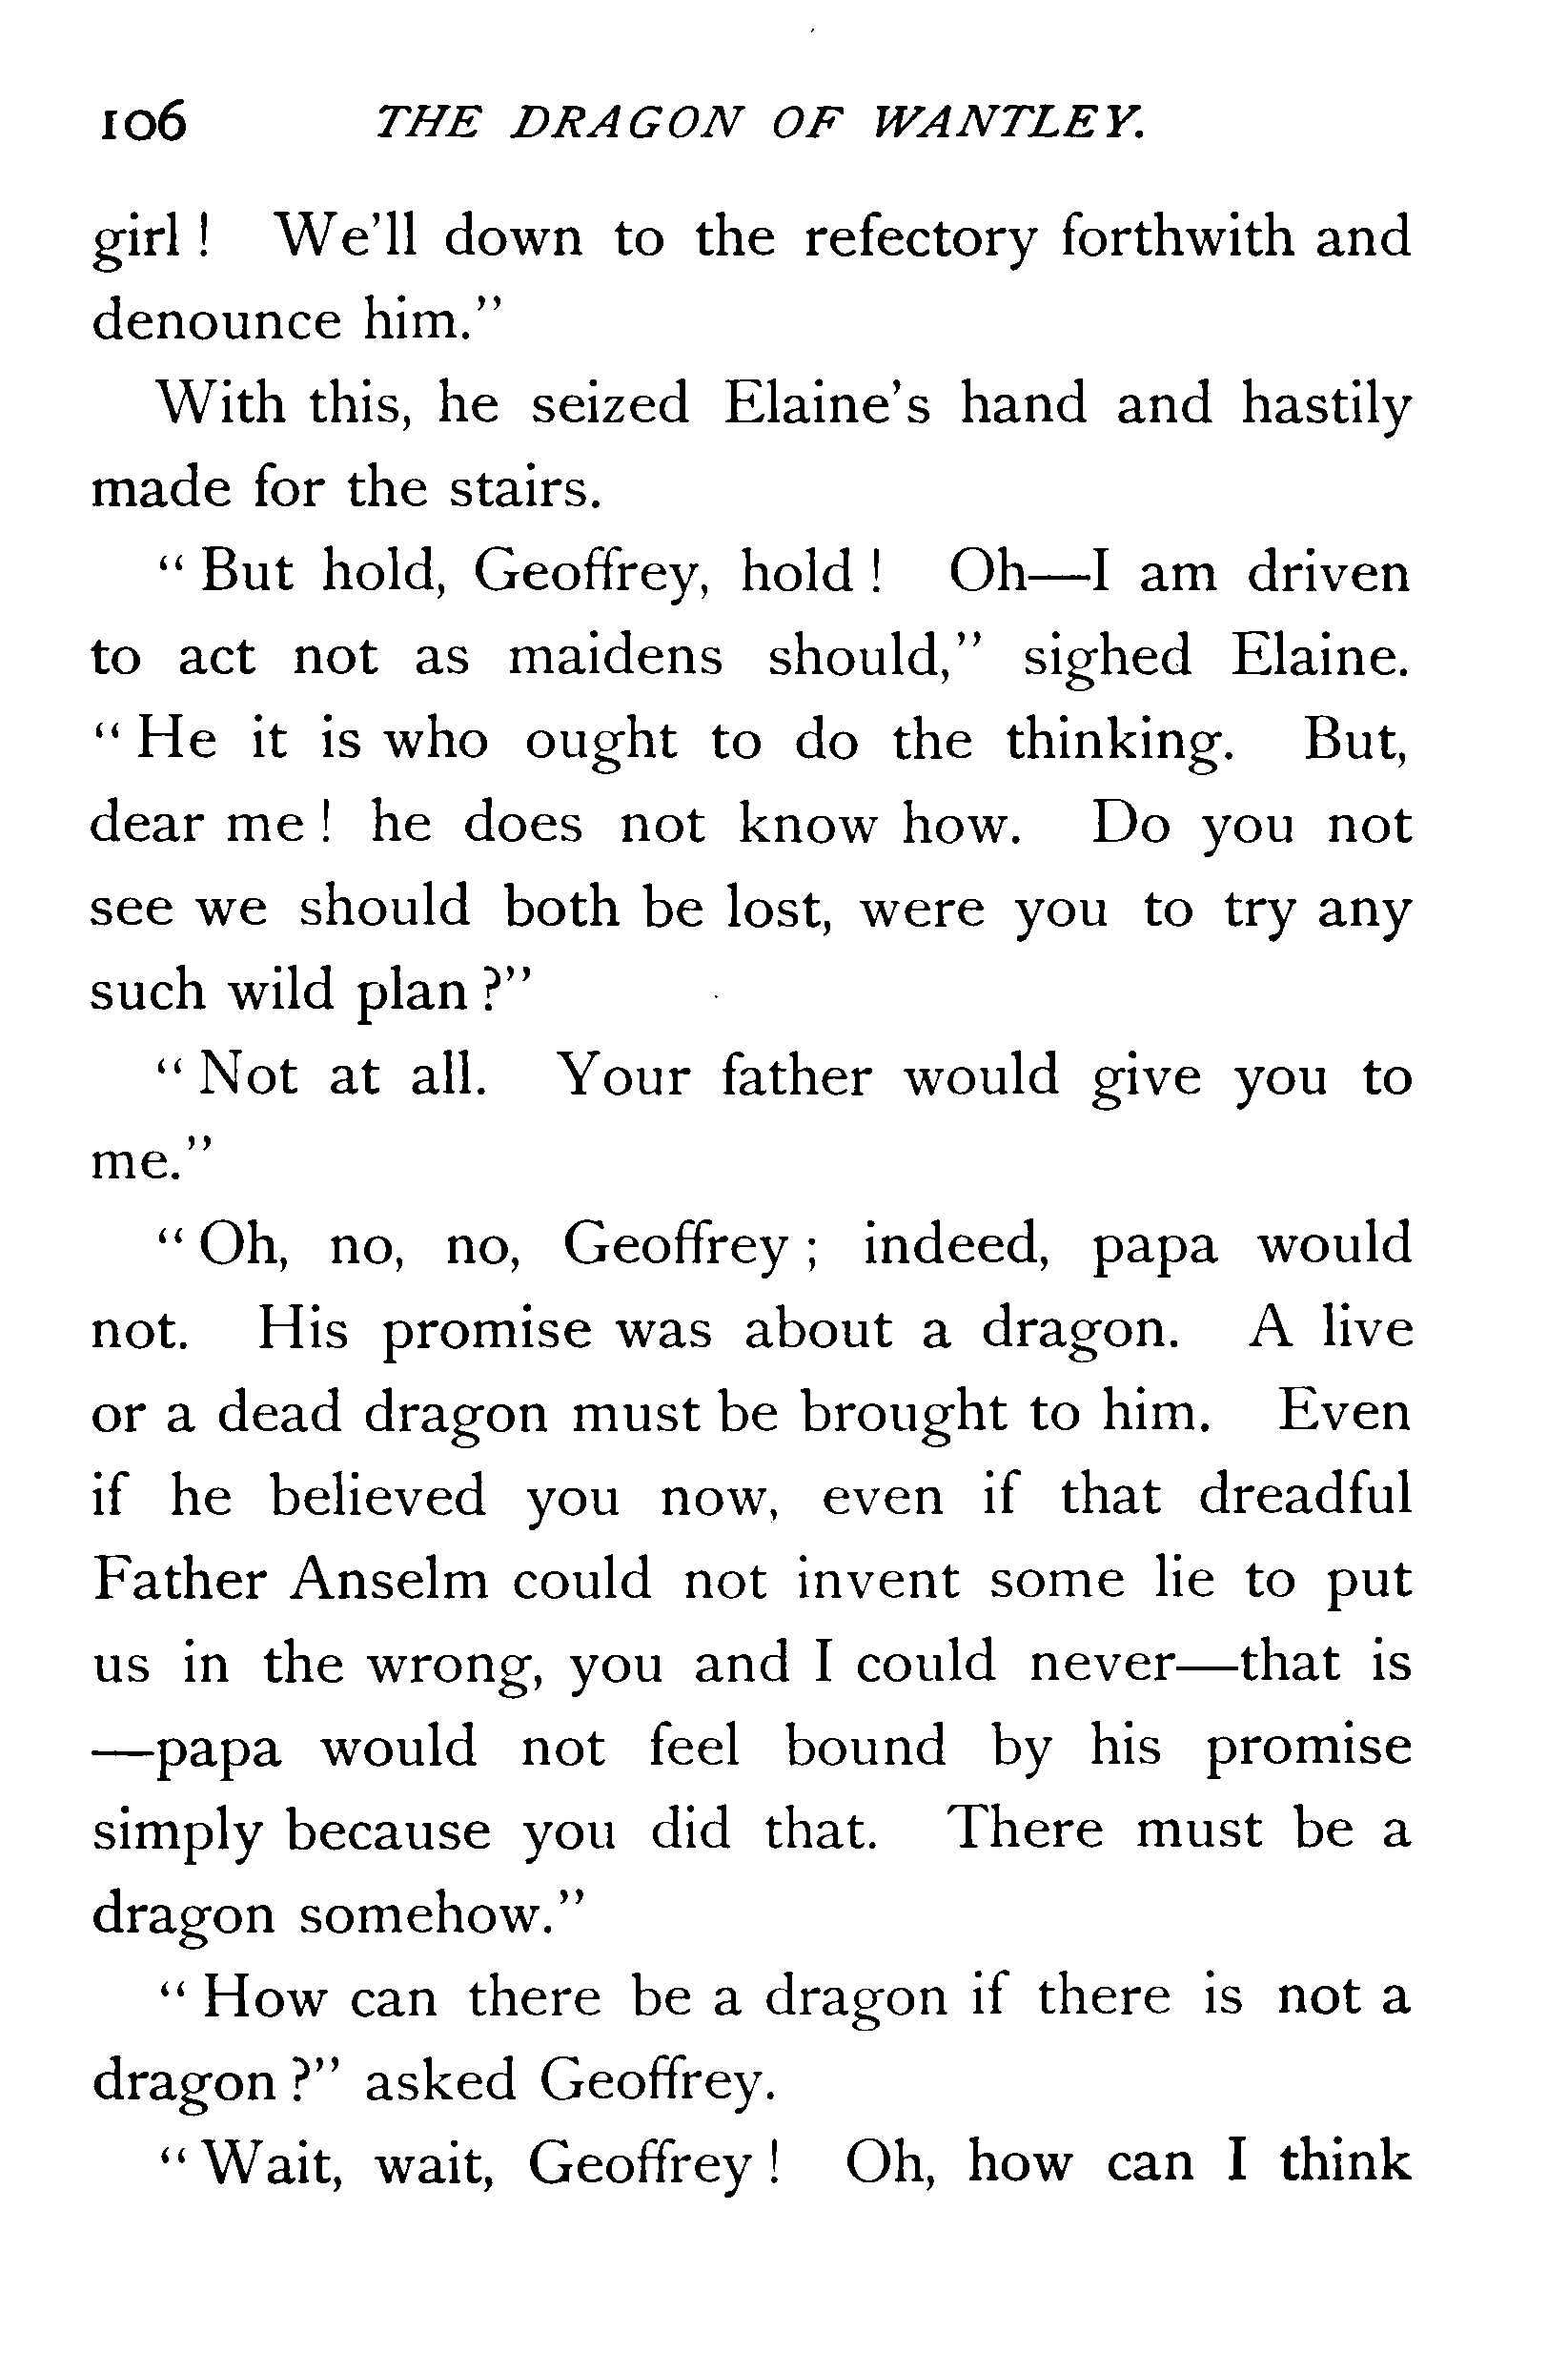 106 THE DRAGON OF WANTLEY.
girl! We'll down to the refectory forthwith and
denounce him."
With this, he seized Elaine's hand and hastily
made for the stairs.
"But hold, Geoffrey, hold! Oh—I am driven
to act not as maidens should," sighed Elaine.
"He it is who ought to do the thinking. But,
dear me! he does not know how. Do you not
see we should both be lost, were you to try any
such wild plan?"
"Not at all. Your father would give you to
me."
"Oh, no, no, Geoffrey; indeed, papa would
not. His promise was about a dragon. A live
or a dead dragon must be brought to him. Even
if he believed you now, even if that dreadful
Father Anselm could not invent some lie to put
us in the wrong, you and I could never—that is
—papa would not feel bound by his promise
simply because you did that. There must be a
dragon somehow."
"How can there be a dragon if there is not a
dragon?" asked Geoffrey.
"Wait, wait, Geoffrey! Oh, how can I think